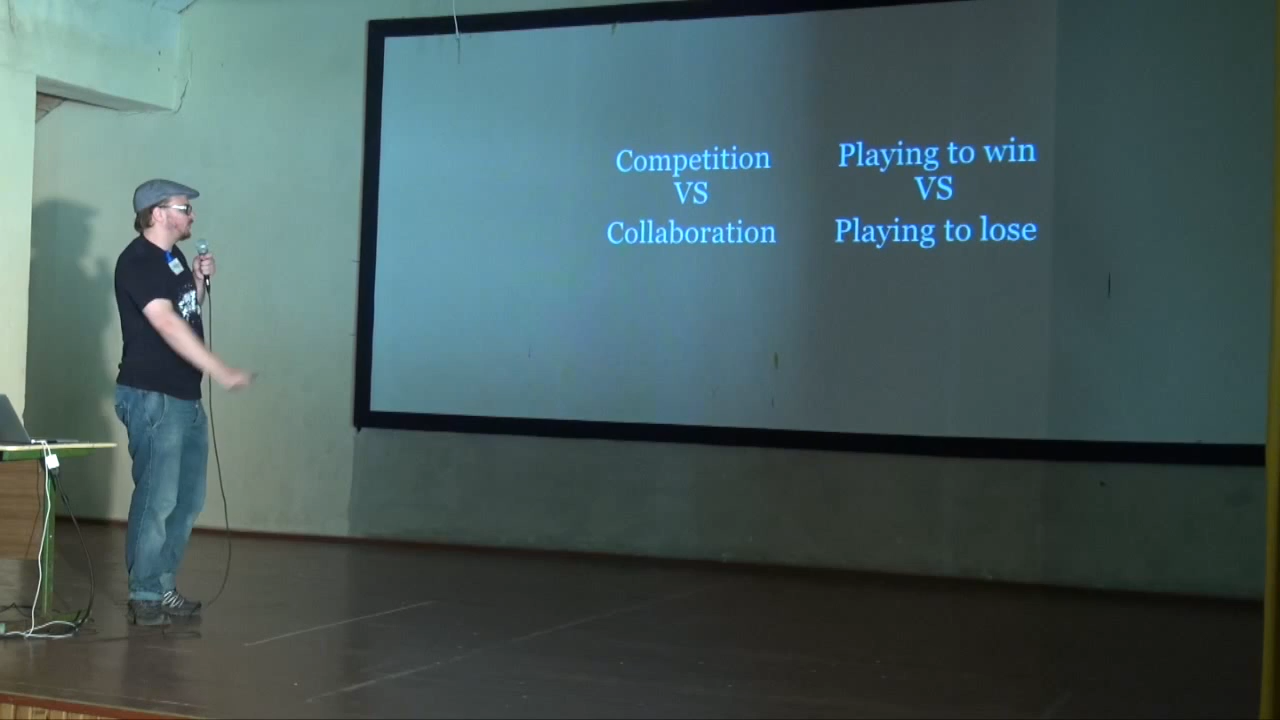 Competition
VS
Collaboration
Playing to win
VS
Playing to lose